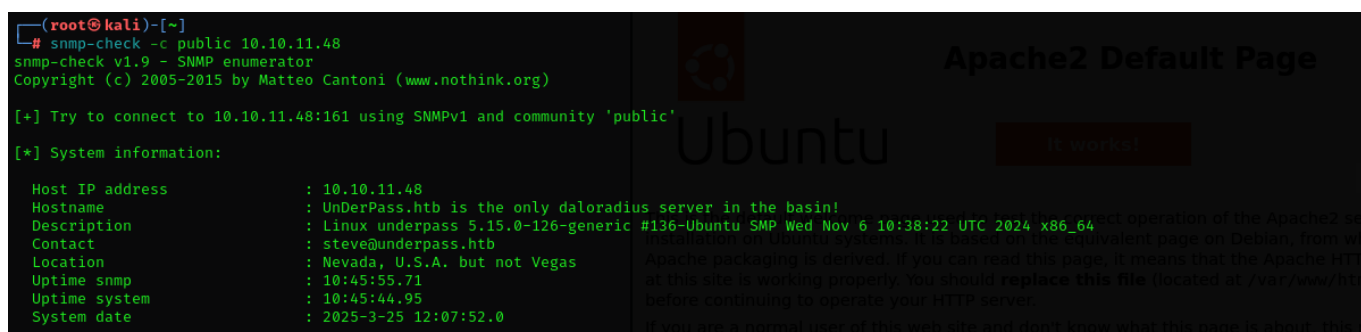 ┌──(root㉿kali)-[~]
└─# snmp-check -c public 10.10.11.48
snmp-check v1.9 - SNMP enumerator
Copyright (c) 2005-2015 by Matteo Cantoni (www.nothink.org)
[+] Try to connect to 10.10.11.48:161 using SNMPv1 and community 'public'
[*] System information:
Host IP address : 10.10.11.48
Hostname : UnDerPass.htb is the only daloradius server in the basin!
Description : Linux underpass 5.15.0-126-generic #136-Ubuntu SMP Wed Nov 6 10:38:22 UTC 2024 x86_64
Contact : steve@underpass.htb
Location : Nevada, U.S.A. but not Vegas
Uptime snmp : 10:45:55.71
Uptime system : 10:45:44.95
System date : 2025-3-25 12:07:52.0
Apache2 Default Page
Ubuntu
It works!
correct operation of the Apache2
installation on Ubuntu systems. It is based on the equivalent page on Debian, from
Apache packaging is derived. If you can read this page, it means that the Apache
at this site is working properly. You should replace this file (located at
before continuing to operate your HTTP server.
If you are a normal user of this web site and don't know what this page is about,